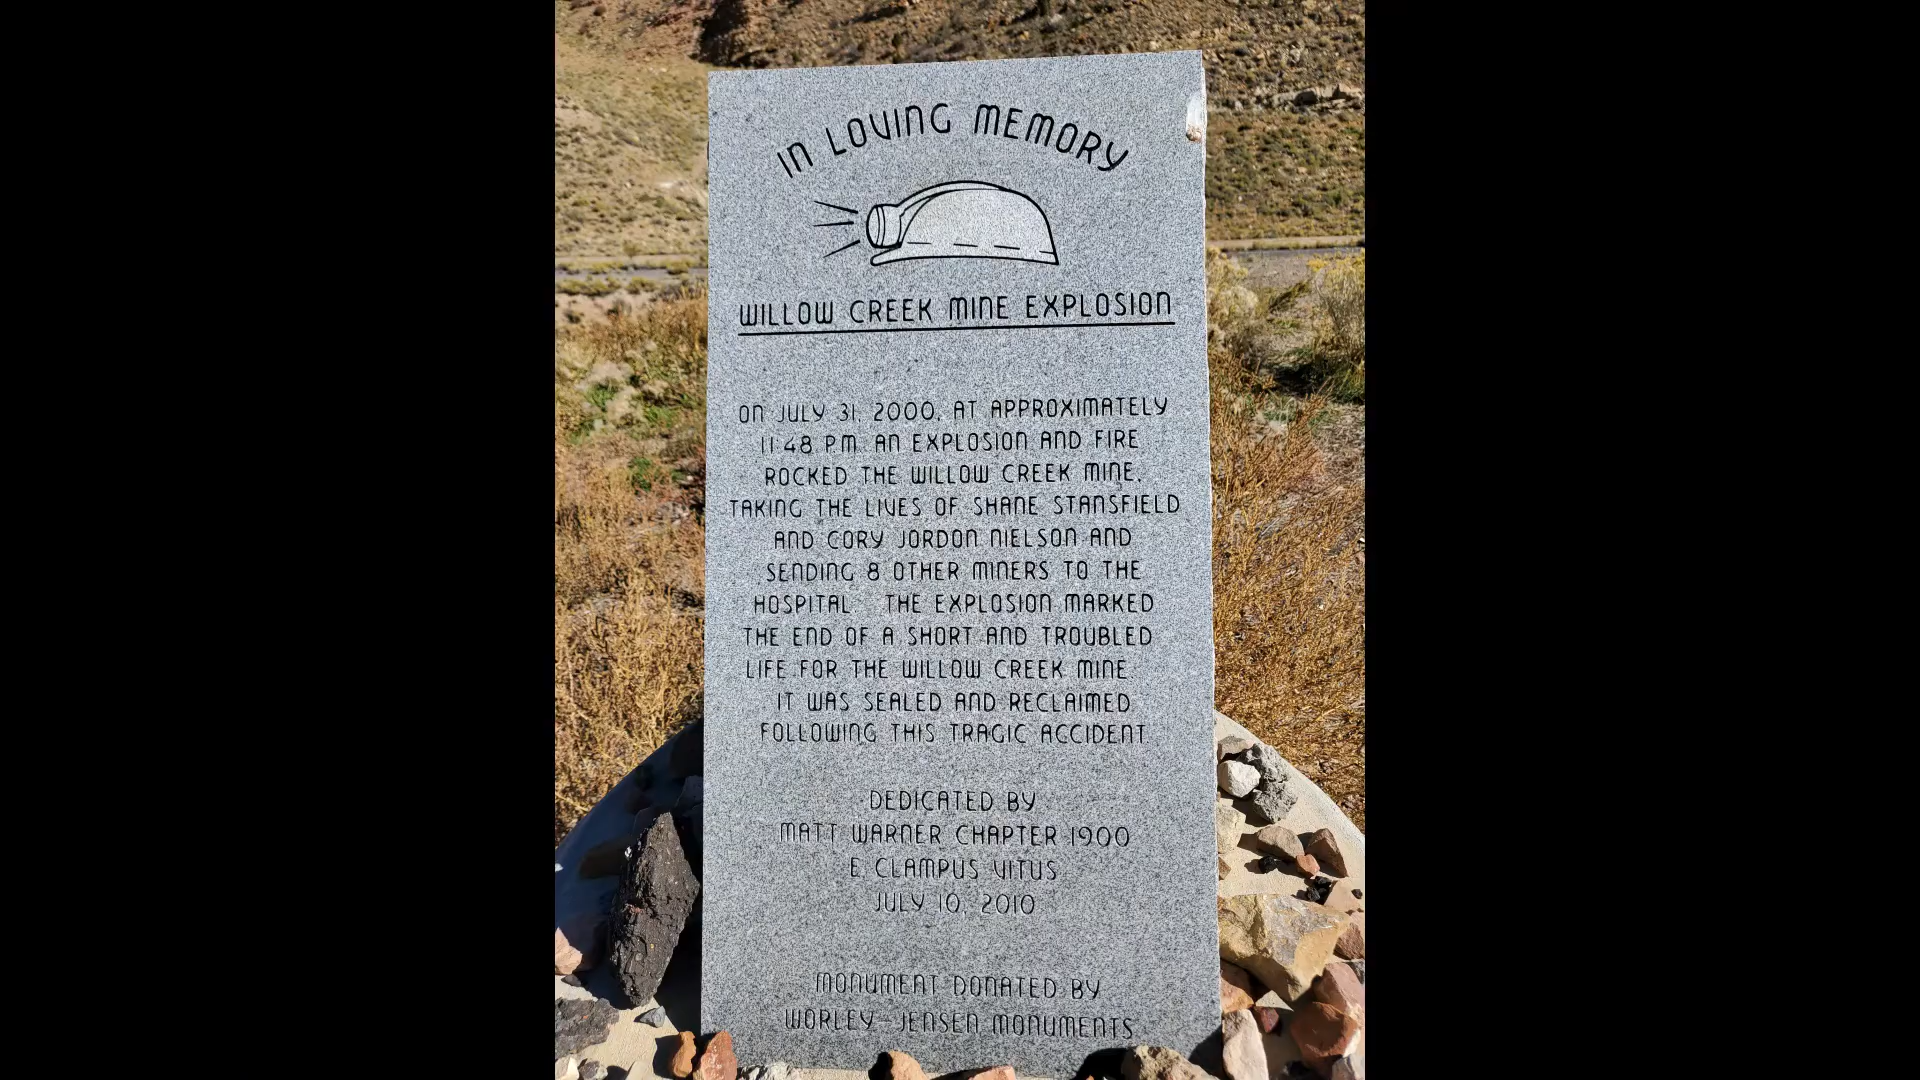 IN LOVING MEMORY
WILLOW CREEK MINE EXPLOSION
ON JULY 31, 2000, AT APPROXIMATELY
11:48 P.M. AN EXPLOSION AND FIRE
ROCKED THE WILLOW CREEK MINE,
TAKING THE LIVES OF SHANE STANSFIELD
AND CORY JORDON NIELSON AND
SENDING 8 OTHER MINERS TO THE
HOSPITAL. THE EXPLOSION MARKED
THE END OF A SHORT AND TROUBLED
LIFE FOR THE WILLOW CREEK MINE.
IT WAS SEALED AND RECLAIMED
FOLLOWING THIS TRAGIC ACCIDENT.
DEDICATED BY
MATT WARNER CHAPTER 1900
E CLAMPUS VITUS
JULY 10, 2010
MONUMENT DONATED BY
WORLEY-JENSEN MONUMENTS